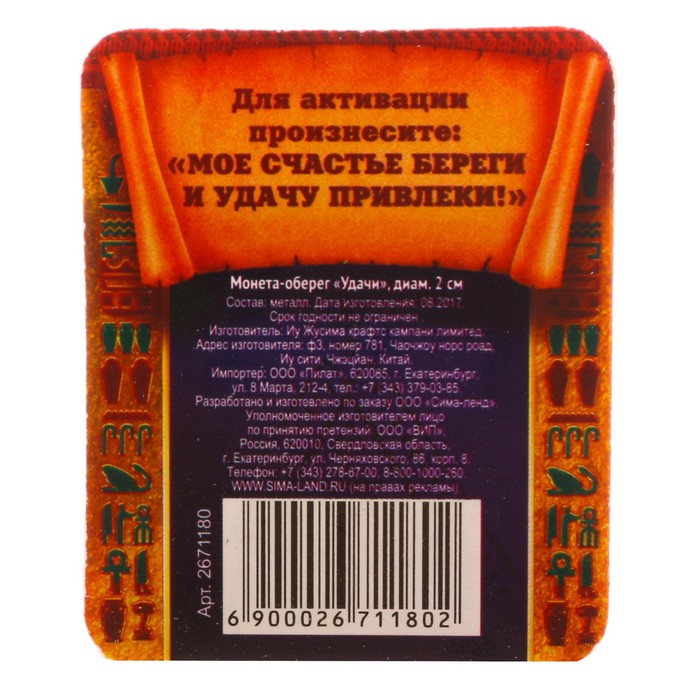 Для активации
произнесите:
«МОЕ СЧАСТЬЕ БЕРЕГИ
И УДАЧУ ПРИВЛЕКИ!»
Монета-оберег «Удачи», диам. 2 см
Состав: металл. Дата изготовления: 06.2017.
Срок годности не ограничен.
Изготовитель: Иу Жусима крафтс кампани лимитед.
Адрес изготовителя: ф3, номер 781, Чаочжоу норс роад,
Иу сити, Чжэцйан, Китай.
Импортер: ООО «Пилат», 620085, г. Екатеринбург,
ул. 8 Марта, 212-4, тел.: +7 (343) 379-03-85.
Разработано и изготовлено по заказу ООО «Сима-ленд».
Уполномоченное изготовителем лицо
по принятию претензий: ООО «ВИП»,
Россия, 620010, Свердловская область,
г. Екатеринбург, ул. Черняховского, 86, корп. 8.
Телефон: +7 (343) 278-67-00, 8-800-1000-260.
WWW.SIMA-LAND.RU (на правах рекламы)
Арт. 2671180
6 900026 711802